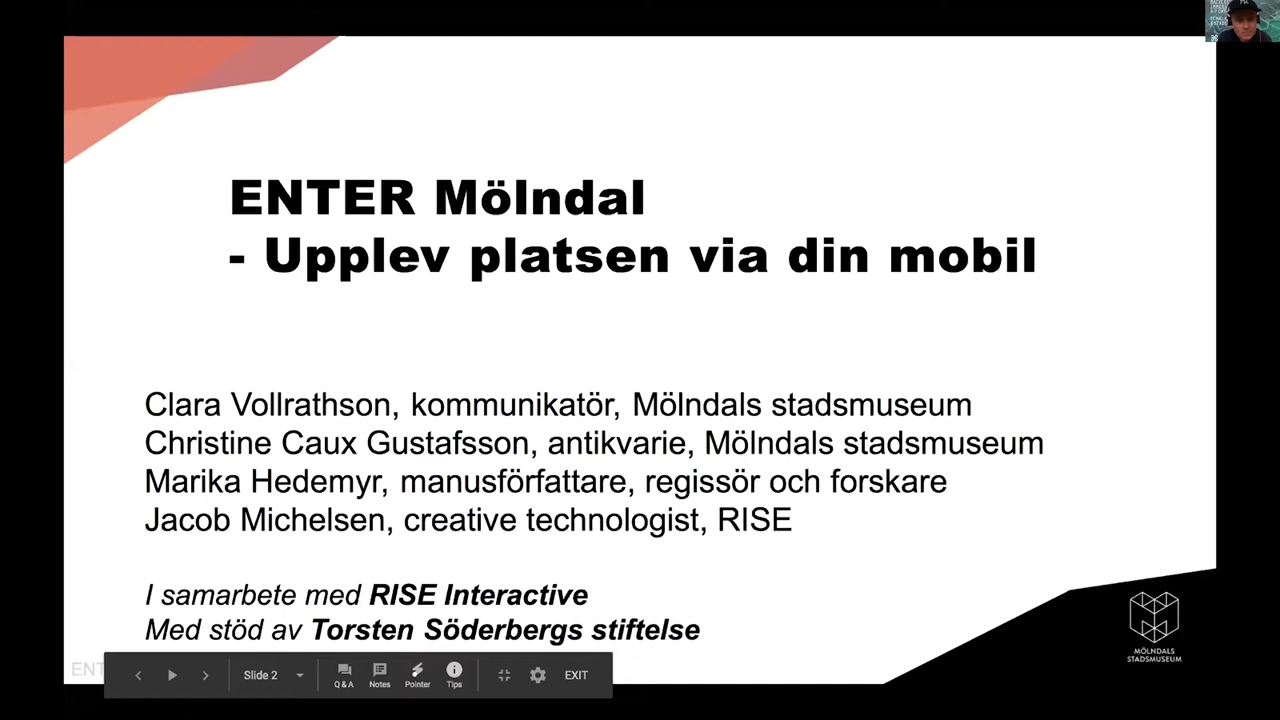 ENTER Mölndal
- Upplev platsen via din mobil
Clara Vollrathson, kommunikatör, Mölndals stadsmuseum
Christine Caux Gustafsson, antikvarie, Mölndals stadsmuseum
Marika Hedemyr, manusförfattare, regissör och forskare
Jacob Michelsen, creative technologist, RISE
I samarbete med RISE Interactive
Med stöd av Torsten Söderbergs stiftelse
MÖLNDALS
STADSMUSEUM
ENT
Slide 2
Q & A
Notes
Pointer
Tips
EXIT